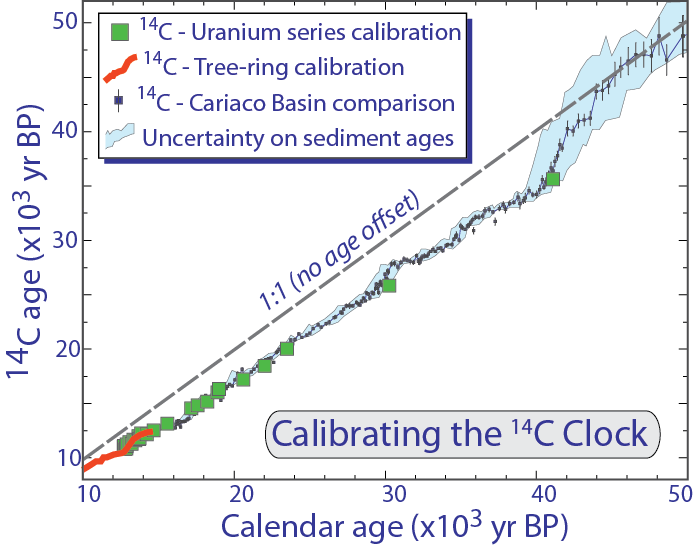 ¹⁴C - Uranium series calibration
¹⁴C - Tree-ring calibration
¹⁴C - Cariaco Basin comparison
Uncertainty on sediment ages
50
40
30
20
10
¹⁴C age (x10³ yr BP)
1:1 (no age offset)
Calibrating the ¹⁴C Clock
10 20 30 40 50
Calendar age (x10³ yr BP)